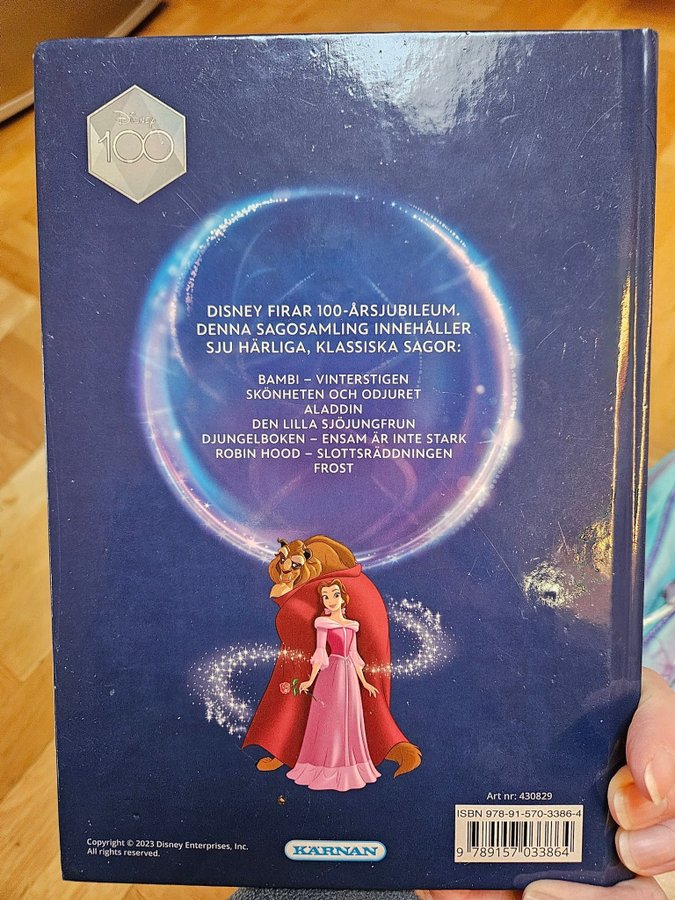 Disney
100
DISNEY FIRAR 100-ÅRSJUBILEUM.
DENNA SAGOSAMLING INNEHÅLLER
SJU HÄRLIGA, KLASSISKA SAGOR:
BAMBI – VINTERSTIGEN
SKÖNHETEN OCH ODJURET
ALADDIN
DEN LILLA SJÖJUNGFRUN
DJUNGELBOKEN – ENSAM ÄR INTE STARK
ROBIN HOOD – SLOTTSRÄDDNINGEN
FROST
Art nr: 430829
ISBN 978-91-570-3386-4
9 789157 033864
Copyright © 2023 Disney Enterprises, Inc.
All rights reserved.
KÄRNAN